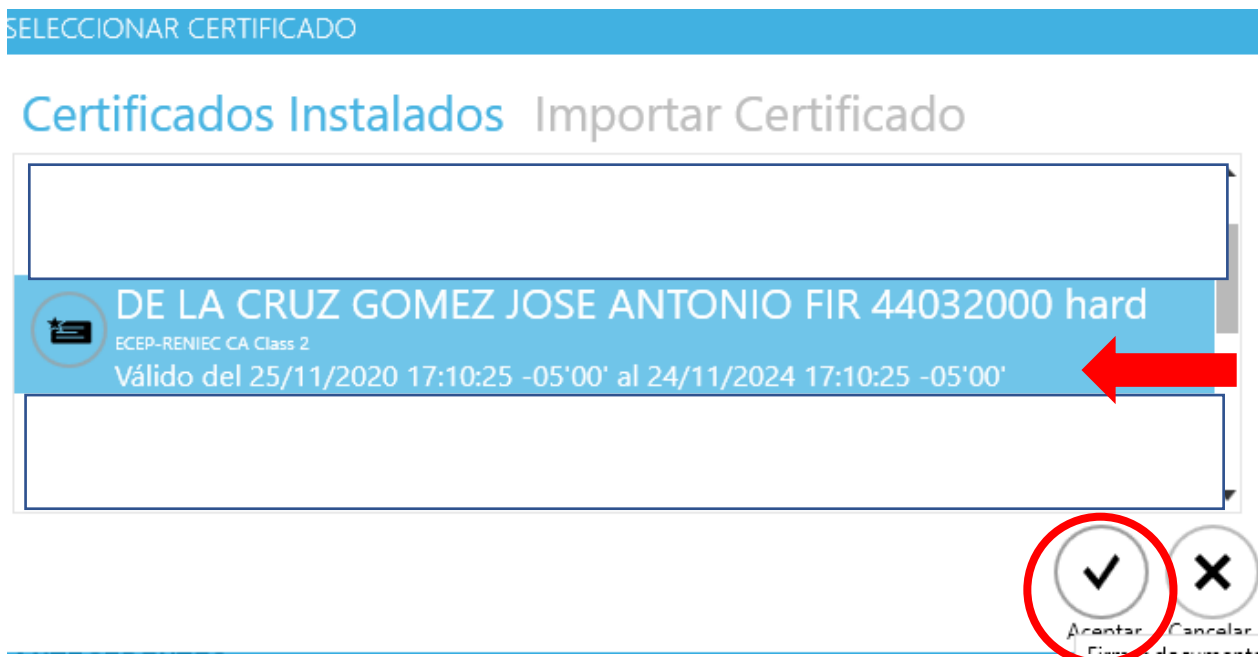 SELECCIONAR CERTIFICADO
Certificados Instalados Importar Certificado
DE LA CRUZ GOMEZ JOSE ANTONIO FIR 44032000 hard
ECEP-RENIEC CA Class 2
Válido del 25/11/2020 17:10:25 -05'00' al 24/11/2024 17:10:25 -05'00'
Aceptar Cancelar